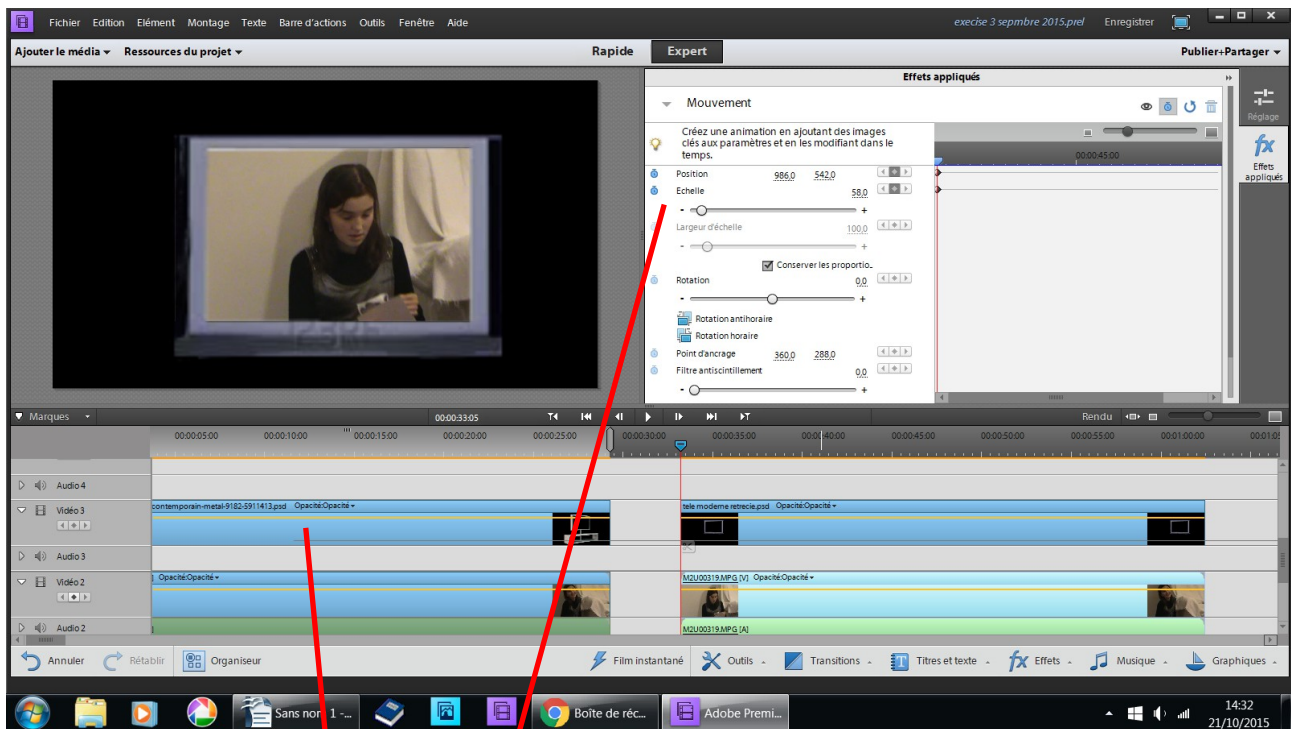 Fichier Edition Elément Montage Texte Barre d'actions Outils Fenêtre Aide
execise 3 sepmbre 2015.prel Enregistrer
Ajouter le média Ressources du projet Rapide Expert Publier+Partager
Effets appliqués
Mouvement
Réglage
Créez une animation en ajoutant des images
clés aux paramètres et en les modifiant dans le
temps.
00:00:45:00
Effets
appliqués
Position 986,0 542,0
Echelle 58,0
- +
Largeur d'échelle 100,0
- +
Conserver les proportio..
Rotation 0,0
- +
Rotation antihoraire
Rotation horaire
Point d'ancrage 360,0 288,0
Filtre antiscintillement 0,0
- +
123RF
Marques 00:00:33:05 Rendu
00:00:05:00 00:00:10:00 00:00:15:00 00:00:20:00 00:00:25:00 00:00:30:00 00:00:35:00 00:00:40:00 00:00:45:00 00:00:50:00 00:00:55:00 00:01:00:00 00:01:0
Audio 4
Vidéo 3 contemporain-metal-9182-5911413.psd Opacité:Opacité tele moderne retrecie.psd Opacité:Opacité
Audio 3
Vidéo 2 ] Opacité:Opacité M2U00319.MPG [V] Opacité:Opacité
Audio 2 ] M2U00319.MPG [A]
Annuler Rétablir Organiseur Film instantané Outils Transitions Titres et texte Effets Musique Graphiques
Sans nom 1 -... Boîte de réc... Adobe Premi...
14:32
21/10/2015